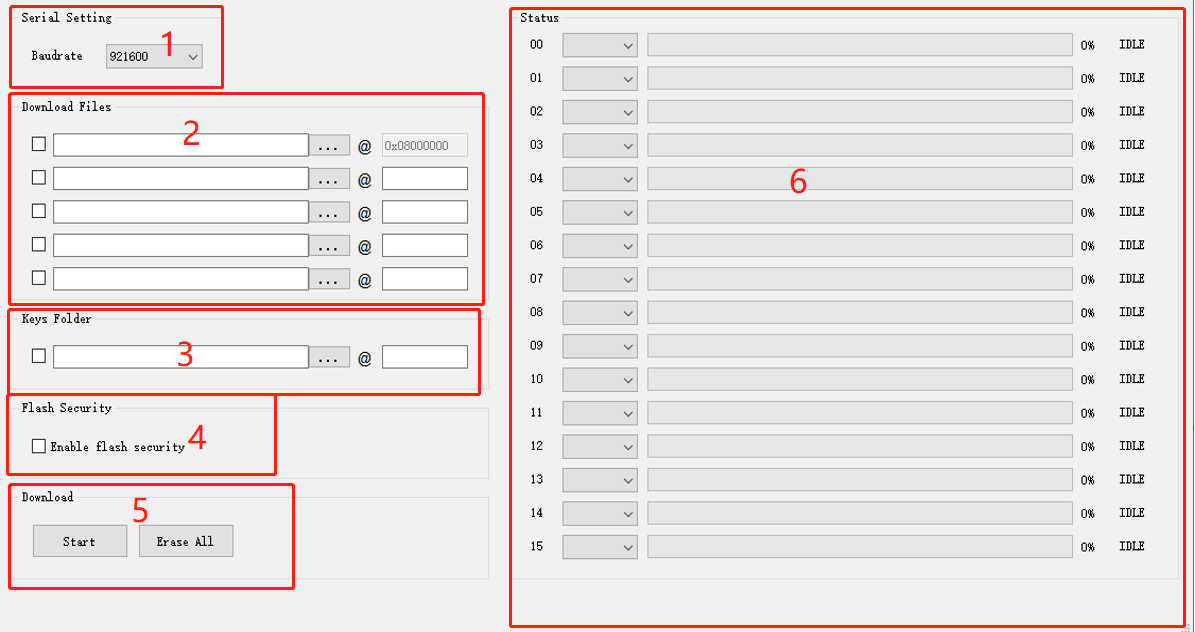 Serial Setting
Baudrate 921600 1
Download Files
2
... @ 0x08000000
... @
... @
... @
... @
Keys Folder
3 ... @
Flash Security
Enable flash security 4
Download
5
Start Erase All
Status
00 0% IDLE
01 0% IDLE
02 0% IDLE
03 0% IDLE
04 6 0% IDLE
05 0% IDLE
06 0% IDLE
07 0% IDLE
08 0% IDLE
09 0% IDLE
10 0% IDLE
11 0% IDLE
12 0% IDLE
13 0% IDLE
14 0% IDLE
15 0% IDLE